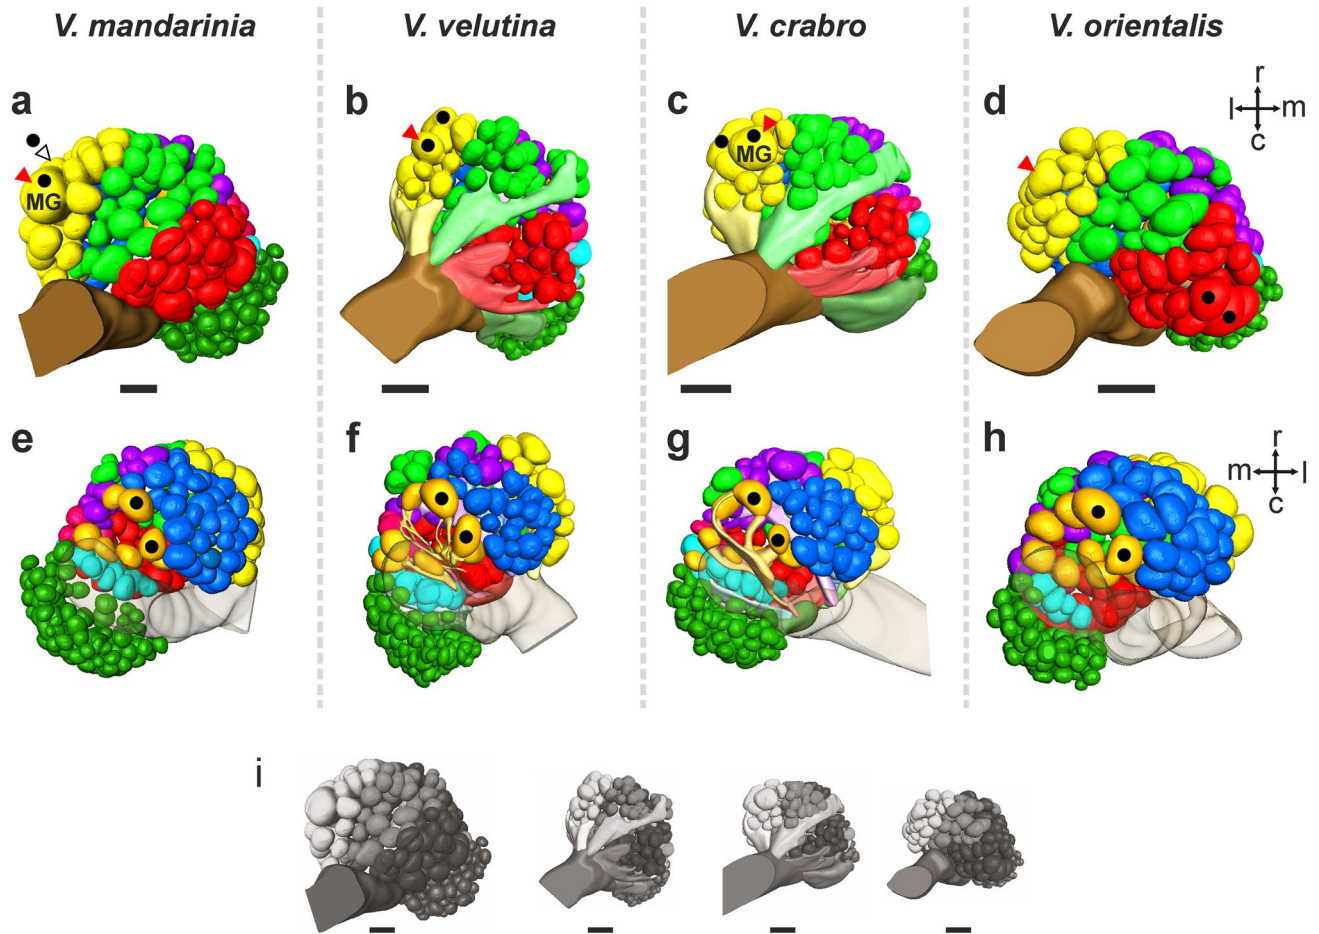 V. mandarinia V. velutina V. crabro V. orientalis
a b c d
r
l m
c
MG MG
e f g h
r
m l
c
i